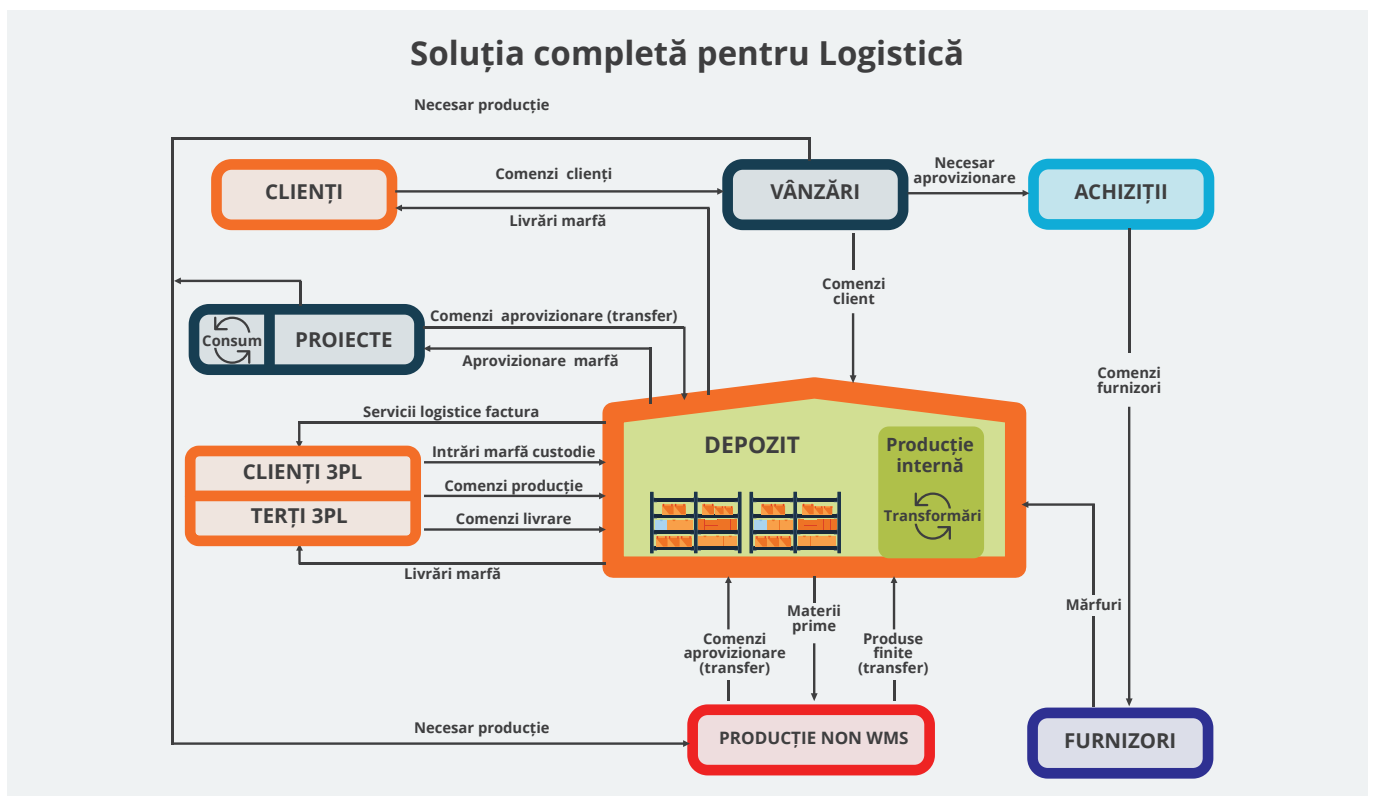 Soluția completă pentru Logistică
Necesar producție
CLIENȚI
Comenzi clienți
Livrări marfă
VÂNZĂRI
Necesar
aprovizionare
ACHIZIȚII
Comenzi
client
Consum
PROIECTE
Comenzi aprovizionare (transfer)
Aprovizionare marfă
Comenzi
furnizori
Servicii logistice factura
CLIENȚI 3PL
TERȚI 3PL
Intrări marfă custodie
Comenzi producție
Comenzi livrare
Livrări marfă
DEPOZIT
Producție
internă
Transformări
Mărfuri
Comenzi
aprovizionare
(transfer)
Materii
prime
Produse
finite
(transfer)
Necesar producție
PRODUCȚIE NON WMS
FURNIZORI